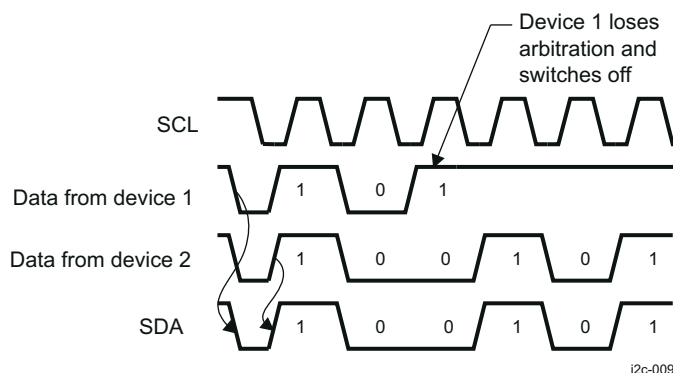 Device 1 loses
arbitration and
switches off
SCL
Data from device 1
1 0 1
Data from device 2
1 0 0 1 0 1
SDA
1 0 0 1 0 1
i2c-009